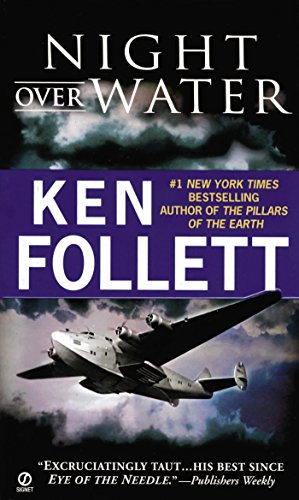 NIGHT
OVER WATER
KEN
FOLLETT
#1 NEW YORK TIMES
BESTSELLING
AUTHOR OF THE PILLARS
OF THE EARTH
SIGNET
"EXCRUCIATINGLY TAUT...HIS BEST SINCE
EYE OF THE NEEDLE."—Publishers Weekly